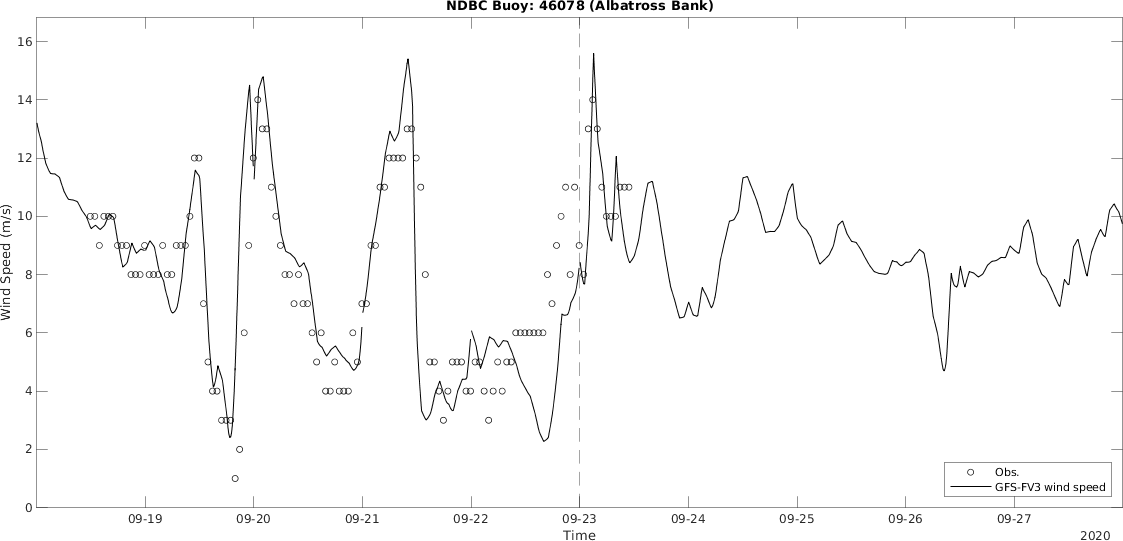 NDBC Buoy: 46078 (Albatross Bank)
Wind Speed (m/s)
16
14
12
10
8
6
4
2
0
Obs.
GFS-FV3 wind speed
09-19 09-20 09-21 09-22 09-23 09-24 09-25 09-26 09-27
Time
2020